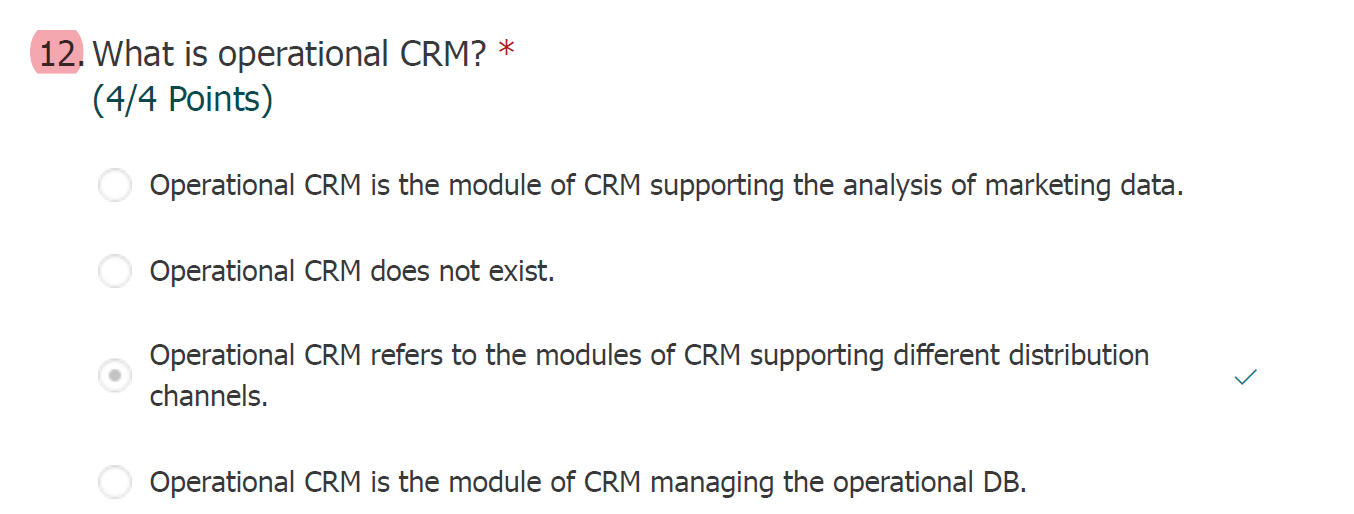 12. What is operational CRM? *
(4/4 Points)
Operational CRM is the module of CRM supporting the analysis of marketing data.
Operational CRM does not exist.
Operational CRM refers to the modules of CRM supporting different distribution
channels.
Operational CRM is the module of CRM managing the operational DB.